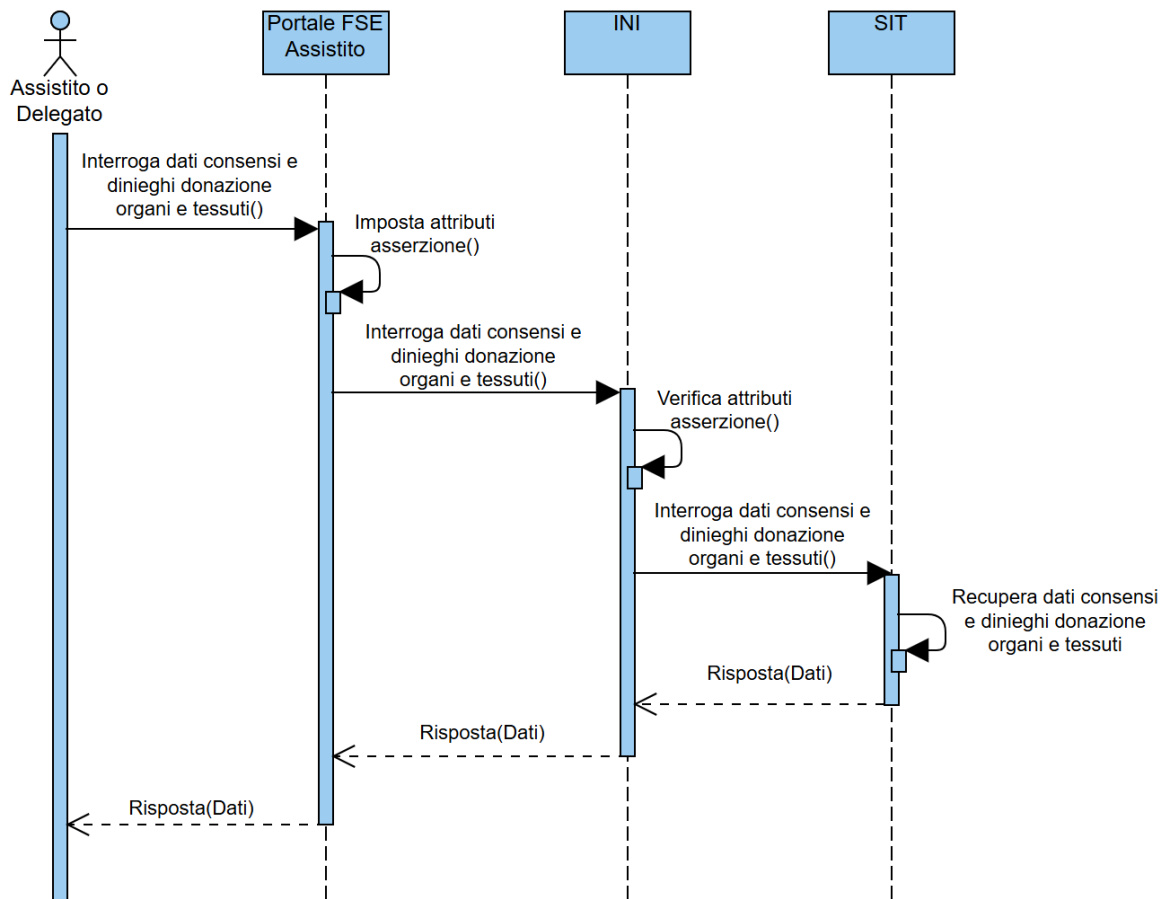 Portale FSE
Assistito
INI
SIT
Assistito o
Delegato
Interroga dati consensi e
dinieghi donazione
organi e tessuti()
Imposta attributi
asserzione()
Interroga dati consensi e
dinieghi donazione
organi e tessuti()
Verifica attributi
asserzione()
Interroga dati consensi e
dinieghi donazione
organi e tessuti()
Recupera dati consensi
e dinieghi donazione
organi e tessuti
Risposta(Dati)
Risposta(Dati)
Risposta(Dati)